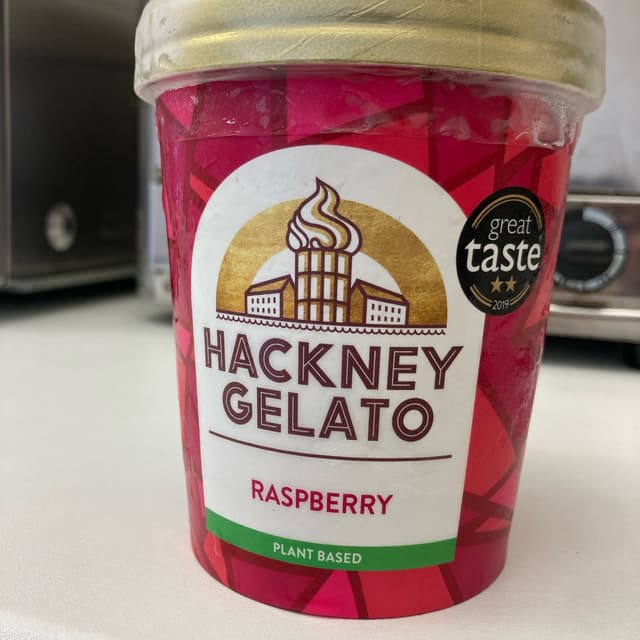 great
taste
2019
HACKNEY
GELATO
RASPBERRY
PLANT BASED